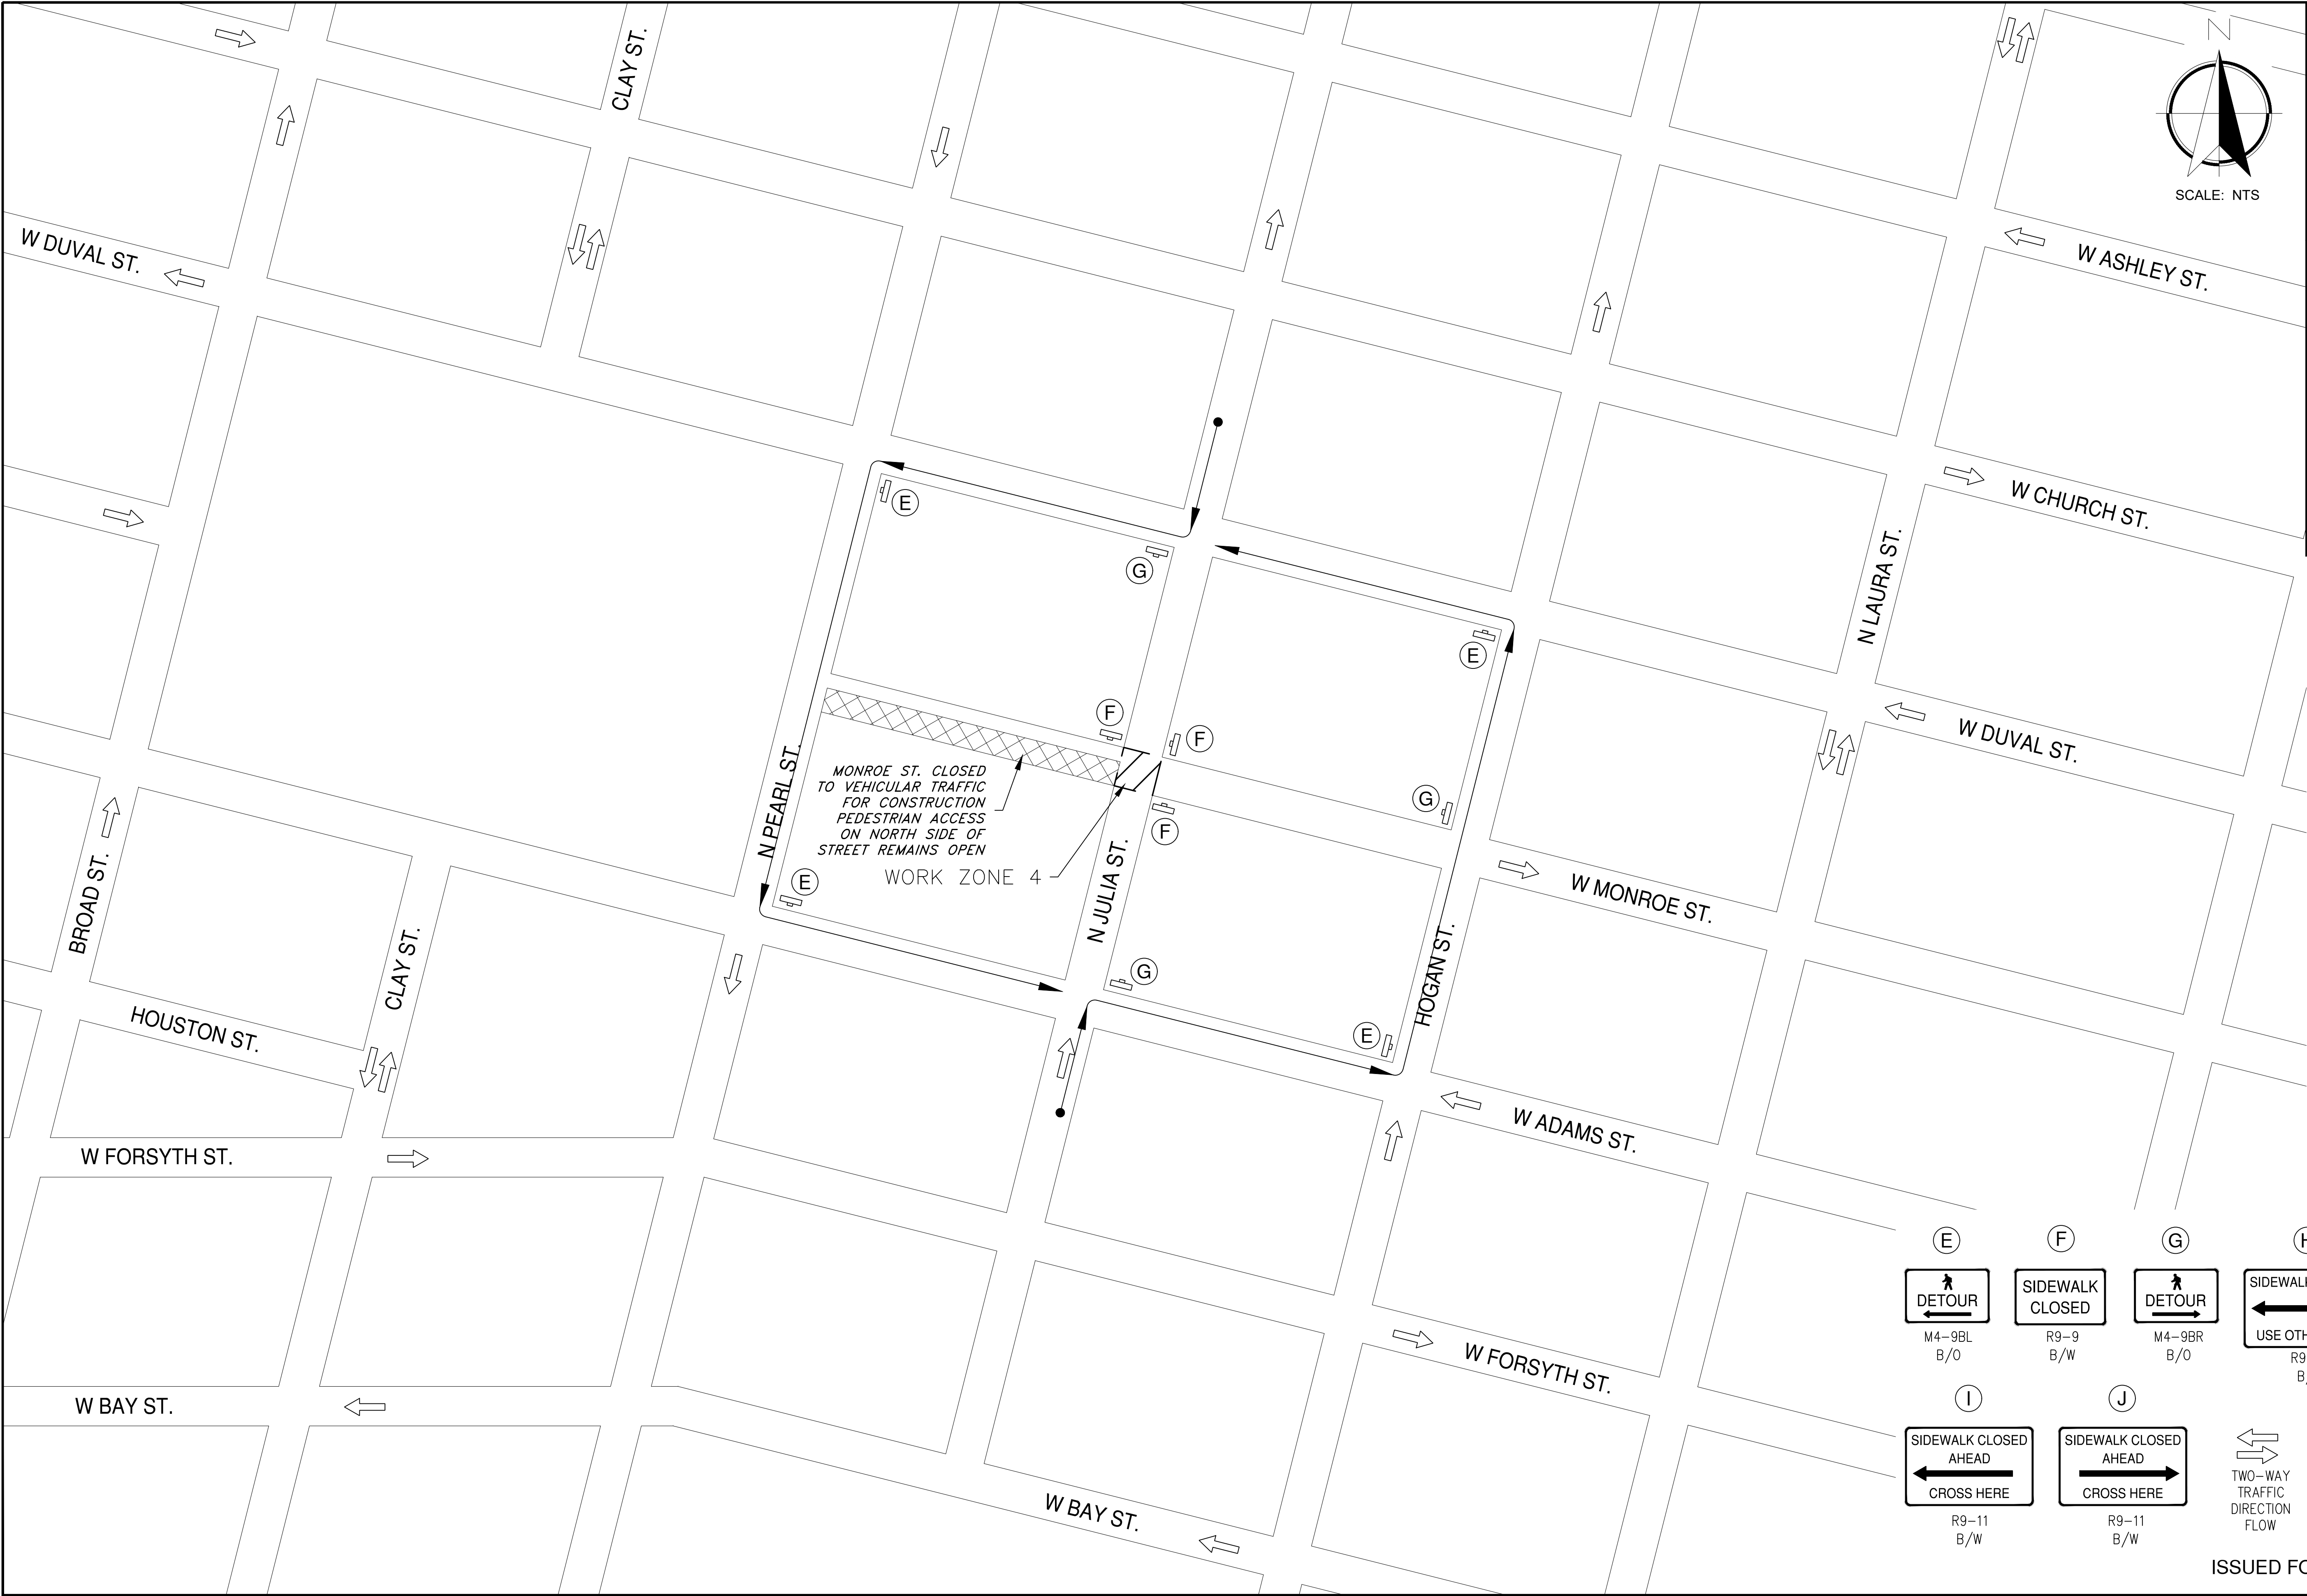 N
SCALE: NTS
CLAY ST.
W DUVAL ST.
W ASHLEY ST.
W CHURCH ST.
N LAURA ST.
E
G
E
F
F
G
F
W DUVAL ST.
N PEARL ST.
MONROE ST. CLOSED
TO VEHICULAR TRAFFIC
FOR CONSTRUCTION
PEDESTRIAN ACCESS
ON NORTH SIDE OF
STREET REMAINS OPEN
WORK ZONE 4
E
N JULIA ST.
W MONROE ST.
BROAD ST.
CLAY ST.
HOGAN ST.
G
E
HOUSTON ST.
W ADAMS ST.
W FORSYTH ST.
W FORSYTH ST.
W BAY ST.
W BAY ST.
E
DETOUR
M4-9BL
B/O
F
SIDEWALK
CLOSED
R9-9
B/W
G
DETOUR
M4-9BR
B/O
SIDEWALK
USE
R9
I
SIDEWALK CLOSED
AHEAD
CROSS HERE
R9-11
B/W
J
SIDEWALK CLOSED
AHEAD
CROSS HERE
R9-11
B/W
TWO-WAY
TRAFFIC
DIRECTION
FLOW
ISSUED